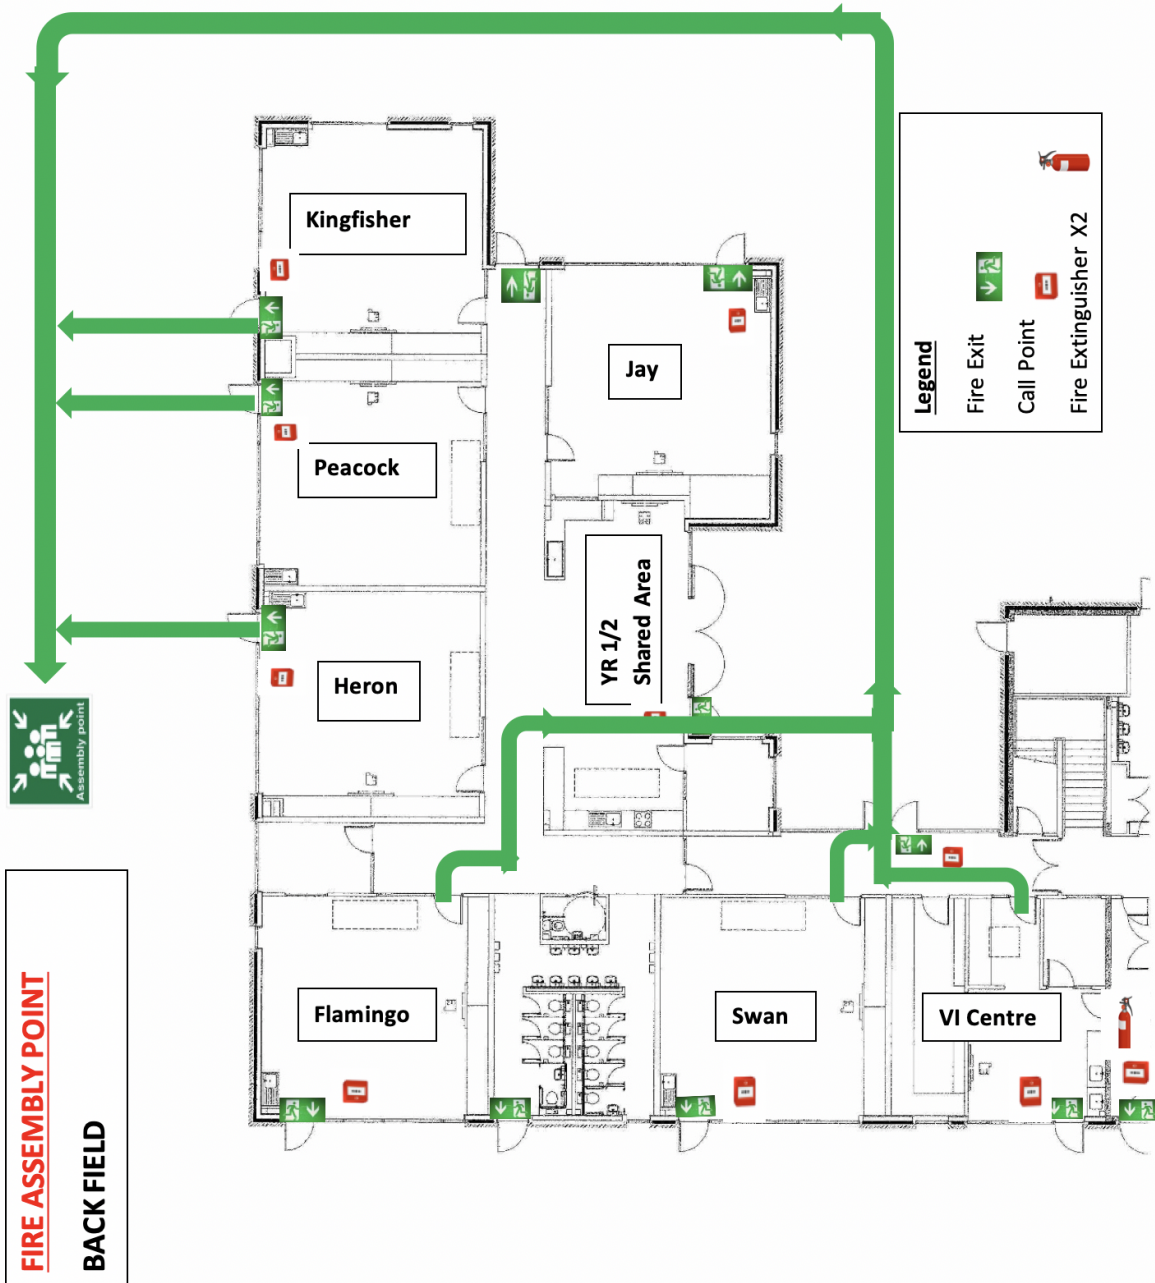 Kingfisher
Peacock
Heron
Jay
YR 1/2
Shared Area
Flamingo
Swan
VI Centre
Assembly point
Legend
Fire Exit
Call Point
Fire Extinguisher X2
FIRE ASSEMBLY POINT
BACK FIELD